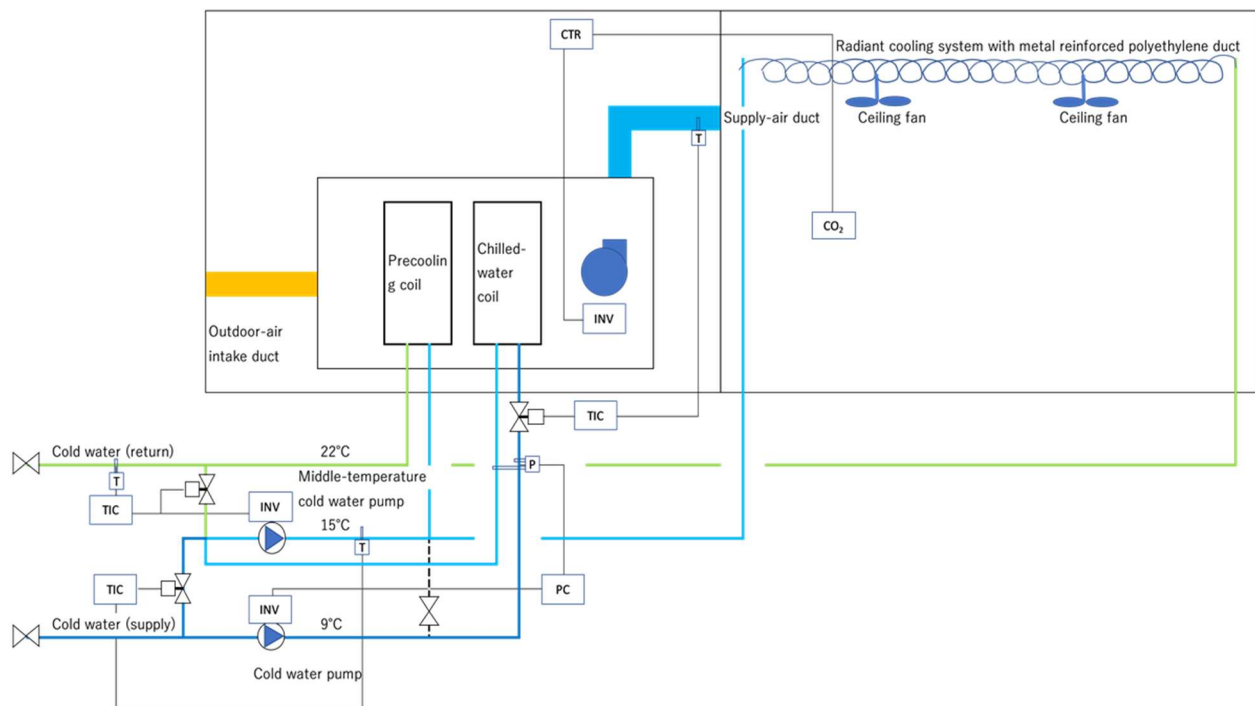 CTR
Radiant cooling system with metal reinforced polyethylene duct
Supply-air duct
T
Ceiling fan
Ceiling fan
CO₂
Precoolin
g coil
Chilled-
water
coil
INV
Outdoor-air
intake duct
TIC
Cold water (return)
22°C
P
T
Middle-temperature
cold water pump
TIC
INV
15°C
T
TIC
PC
INV
Cold water (supply)
9°C
Cold water pump